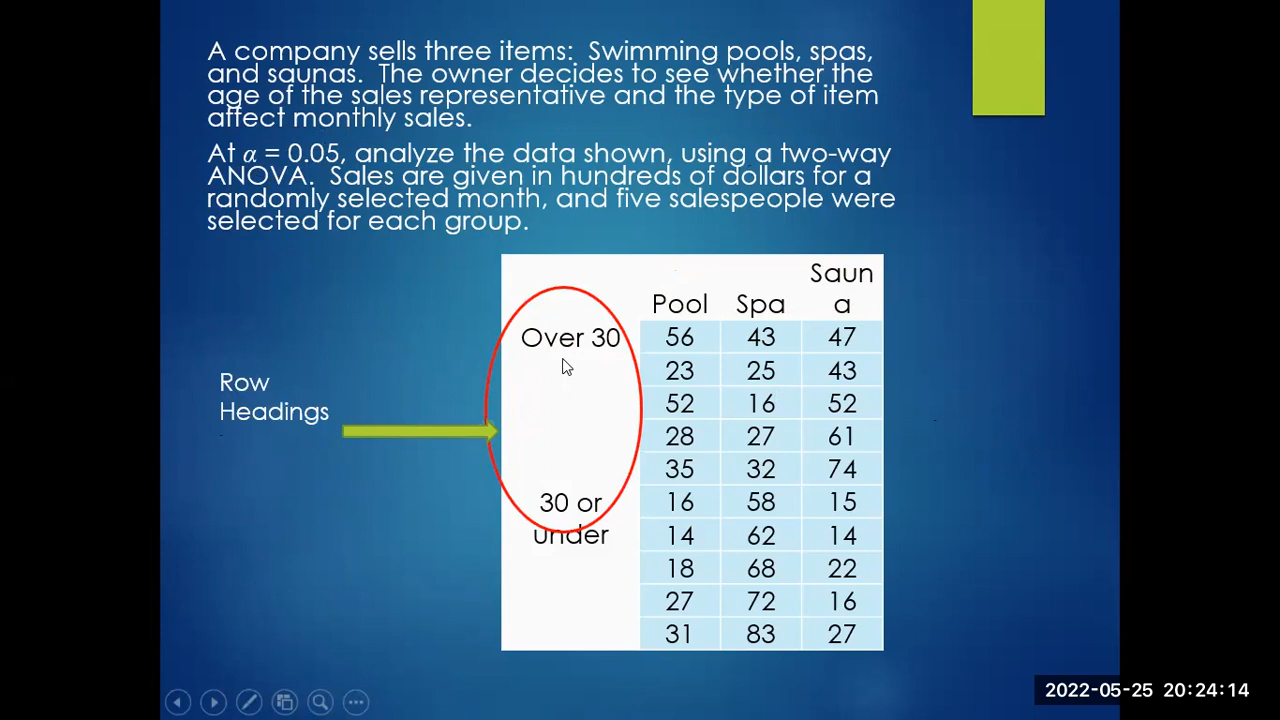 A company sells three items: Swimming pools, spas,
and saunas. The owner decides to see whether the
age of the sales representative and the type of item
affect monthly sales.
At α = 0.05, analyze the data shown, using a two-way
ANOVA. Sales are given in hundreds of dollars for a
randomly selected month, and five salespeople were
selected for each group.
Row
Headings
Pool Spa Saun
a
Over 30 56 43 47
23 25 43
52 16 52
28 27 61
35 32 74
30 or 16 58 15
under 14 62 14
18 68 22
27 72 16
31 83 27
2022-05-25 20:24:14